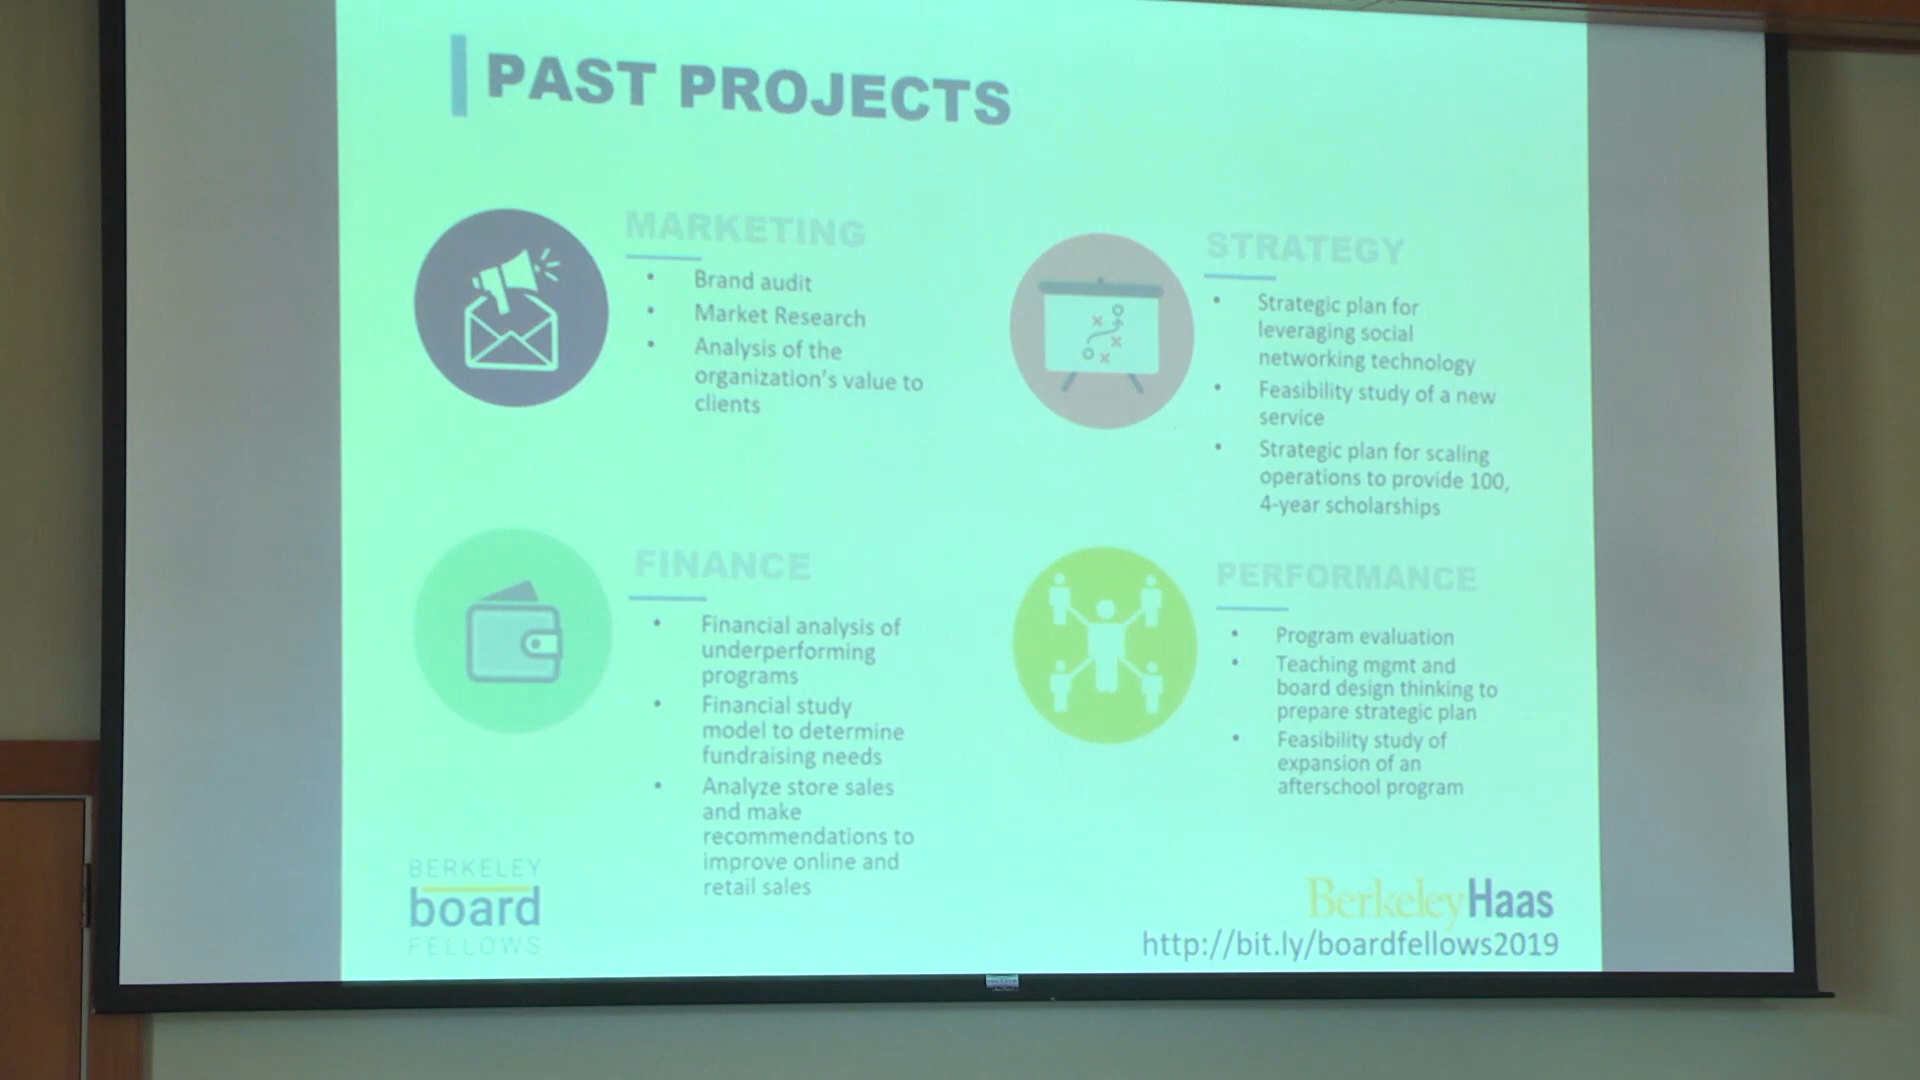 PAST PROJECTS
MARKETING
• Brand audit
• Market Research
• Analysis of the
organization's value to
clients
STRATEGY
• Strategic plan for
leveraging social
networking technology
• Feasibility study of a new
service
• Strategic plan for scaling
operations to provide 100,
4-year scholarships
FINANCE
• Financial analysis of
underperforming
programs
• Financial study
model to determine
fundraising needs
• Analyze store sales
and make
recommendations to
improve online and
retail sales
PERFORMANCE
• Program evaluation
• Teaching mgmt and
board design thinking to
prepare strategic plan
• Feasibility study of
expansion of an
afterschool program
BERKELEY
board
FELLOWS
BerkeleyHaas
http://bit.ly/boardfellows2019